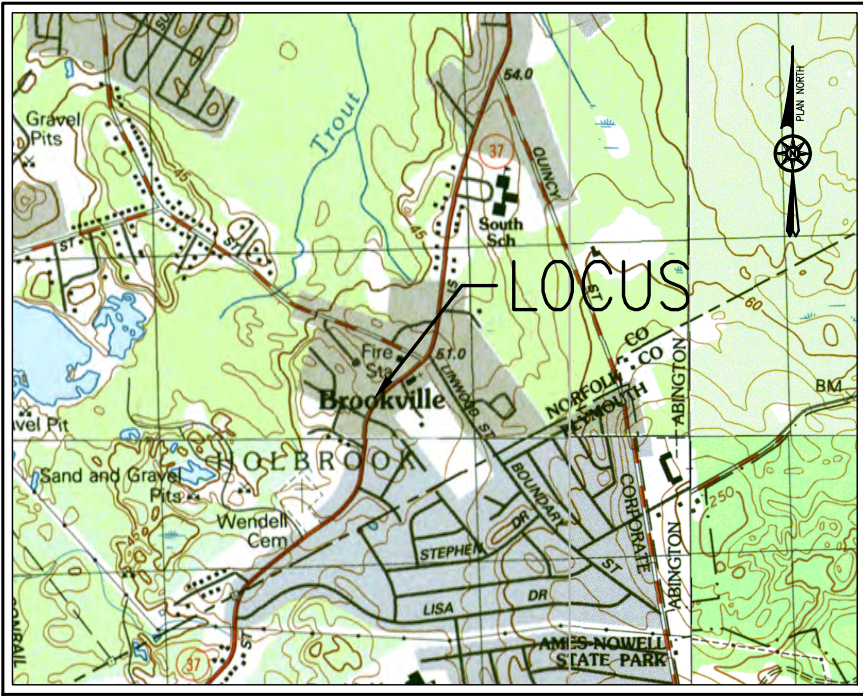 54.0
Gravel
Pits
Trout
PLAN NORTH
N
45
37
QUINCY
South
Sch
ST
ST
45
ST
ST
LOCUS
60
CO
CO
Fire
Sta
51.0
LINWOOD ST
NORFOLK
PLYMOUTH
ABINGTON
BM
Brookville
vel Pit
HOLBROOK
Sand and Gravel
Pits
BOUNDARY
ST
CORPORATE
250
Wendell
Cem
STEPHEN DR
ABINGTON
45
LISA DR
CONRAIL
ST
37
AMES NOWELL
STATE PARK